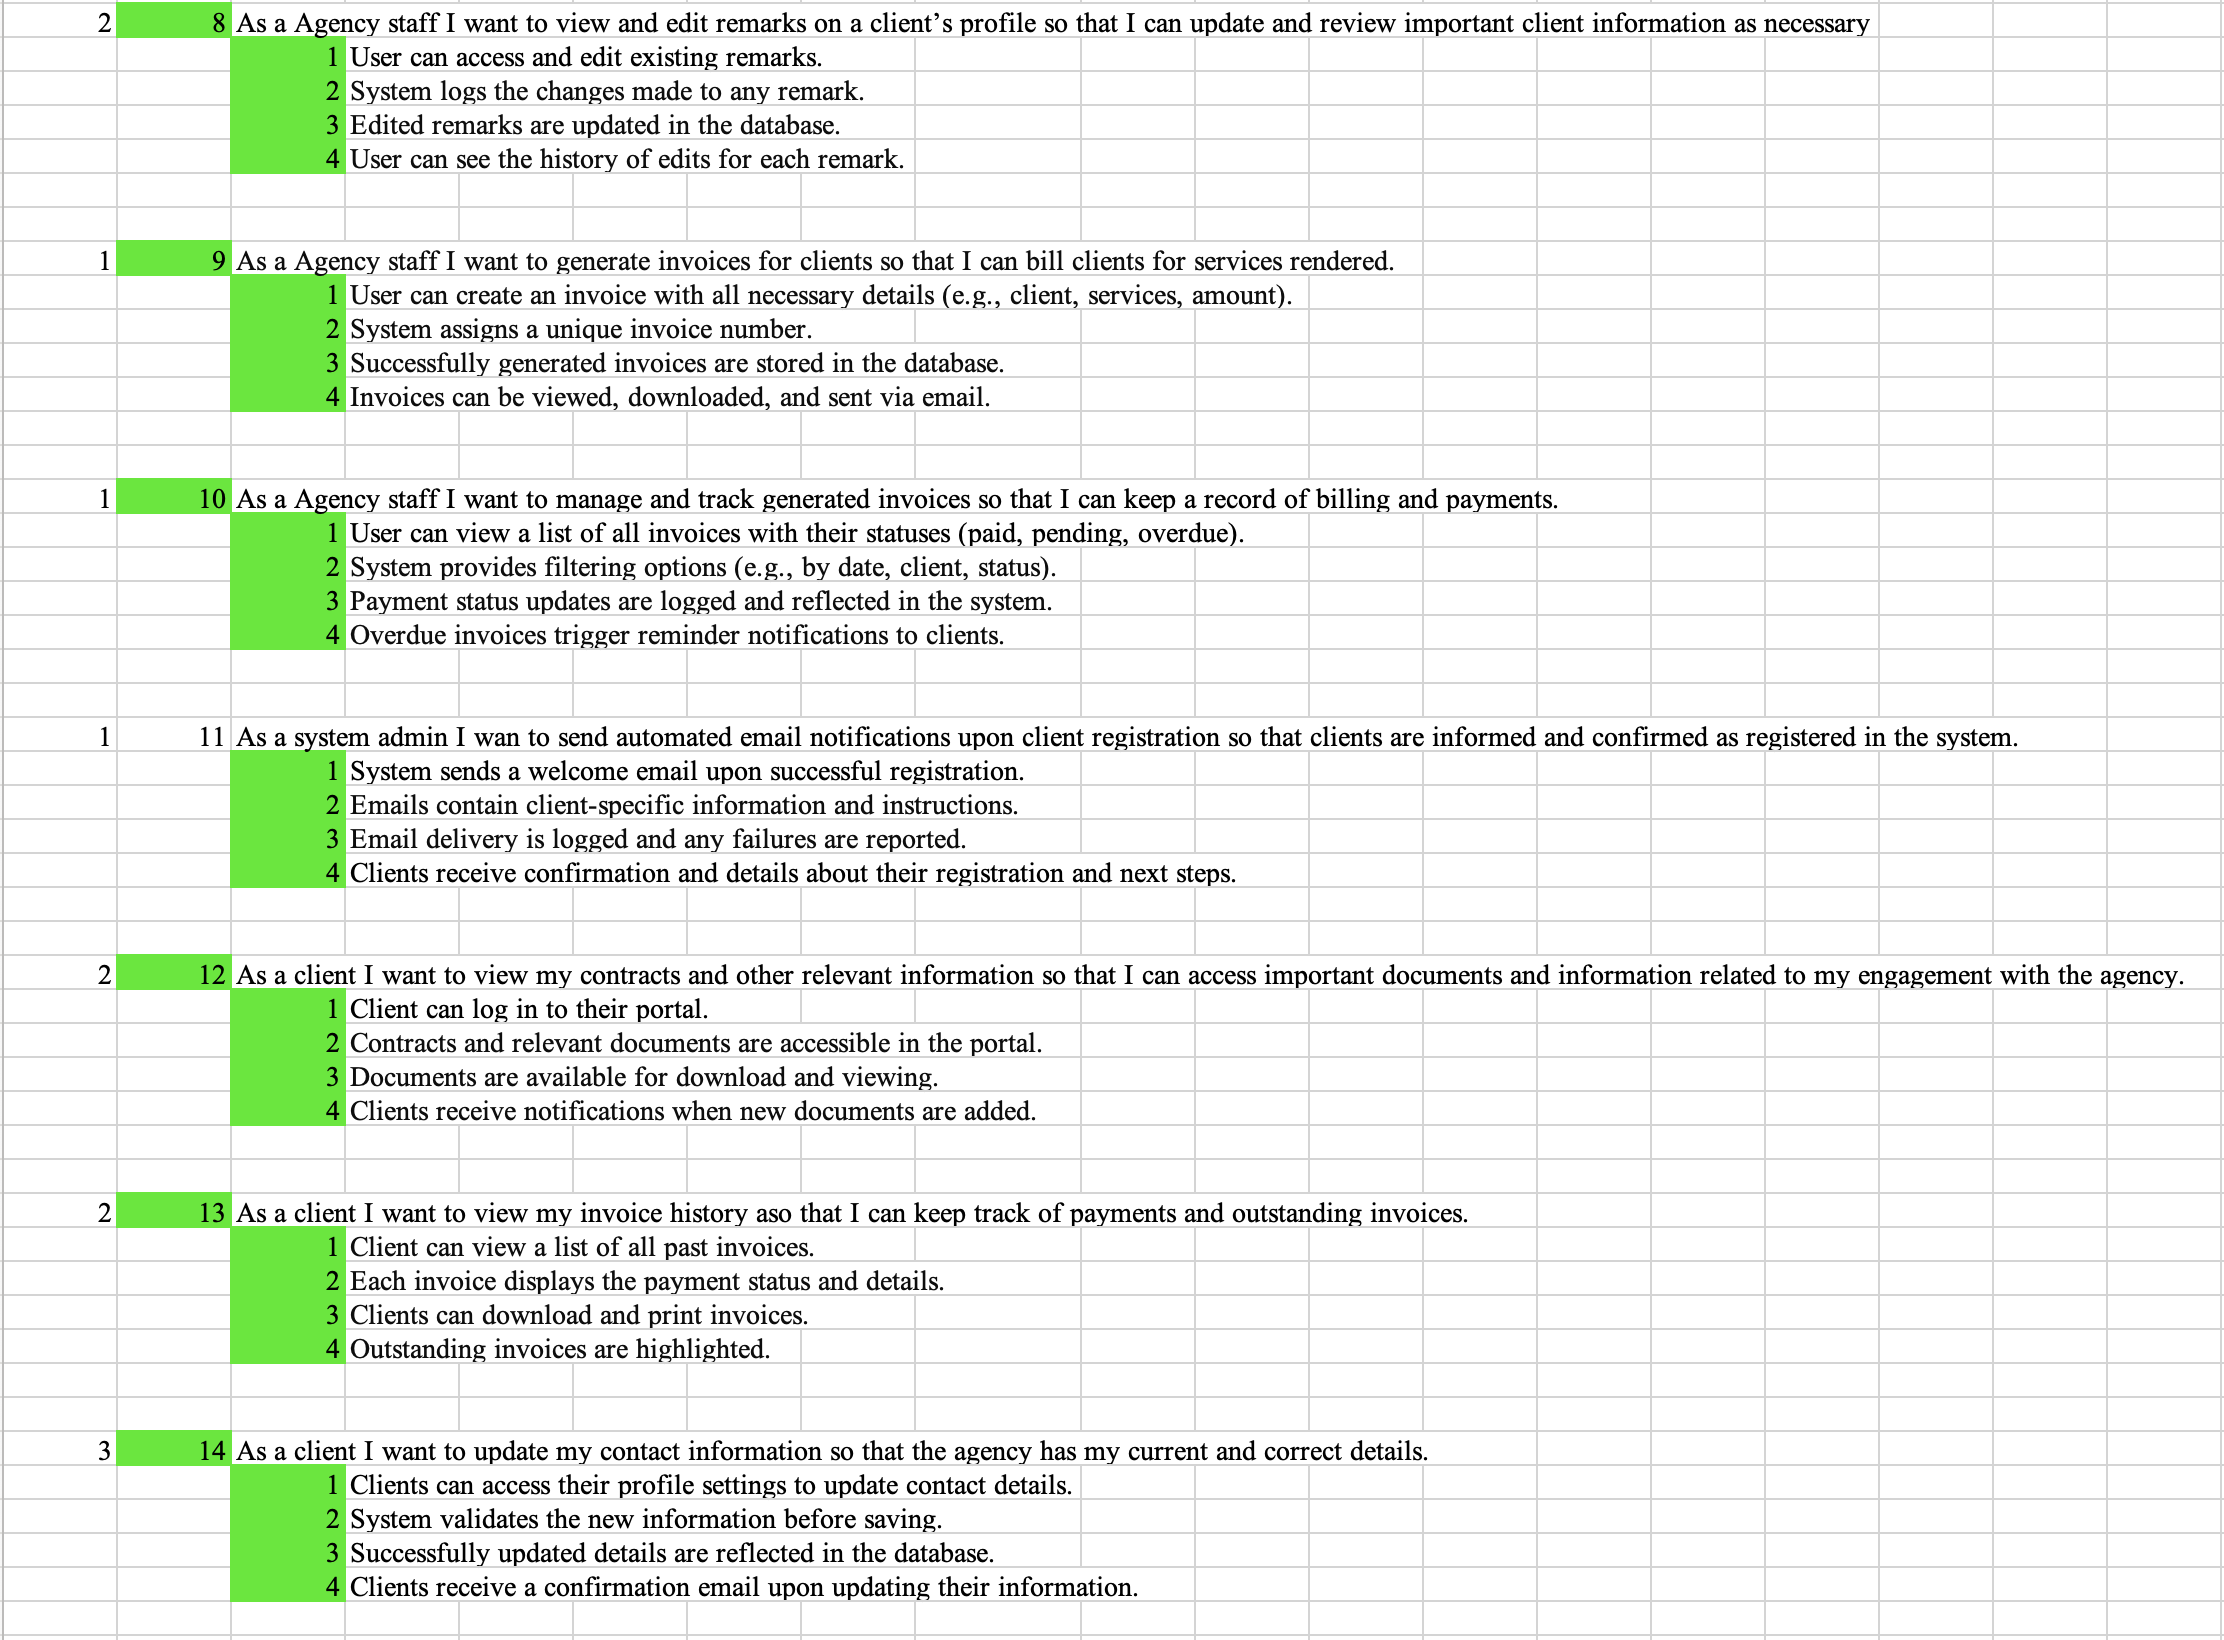 2 8 As a Agency staff I want to view and edit remarks on a client’s profile so that I can update and review important client information as necessary
1 User can access and edit existing remarks.
2 System logs the changes made to any remark.
3 Edited remarks are updated in the database.
4 User can see the history of edits for each remark.
1 9 As a Agency staff I want to generate invoices for clients so that I can bill clients for services rendered.
1 User can create an invoice with all necessary details (e.g., client, services, amount).
2 System assigns a unique invoice number.
3 Successfully generated invoices are stored in the database.
4 Invoices can be viewed, downloaded, and sent via email.
1 10 As a Agency staff I want to manage and track generated invoices so that I can keep a record of billing and payments.
1 User can view a list of all invoices with their statuses (paid, pending, overdue).
2 System provides filtering options (e.g., by date, client, status).
3 Payment status updates are logged and reflected in the system.
4 Overdue invoices trigger reminder notifications to clients.
1 11 As a system admin I wan to send automated email notifications upon client registration so that clients are informed and confirmed as registered in the system.
1 System sends a welcome email upon successful registration.
2 Emails contain client-specific information and instructions.
3 Email delivery is logged and any failures are reported.
4 Clients receive confirmation and details about their registration and next steps.
2 12 As a client I want to view my contracts and other relevant information so that I can access important documents and information related to my engagement with the agency.
1 Client can log in to their portal.
2 Contracts and relevant documents are accessible in the portal.
3 Documents are available for download and viewing.
4 Clients receive notifications when new documents are added.
2 13 As a client I want to view my invoice history aso that I can keep track of payments and outstanding invoices.
1 Client can view a list of all past invoices.
2 Each invoice displays the payment status and details.
3 Clients can download and print invoices.
4 Outstanding invoices are highlighted.
3 14 As a client I want to update my contact information so that the agency has my current and correct details.
1 Clients can access their profile settings to update contact details.
2 System validates the new information before saving.
3 Successfully updated details are reflected in the database.
4 Clients receive a confirmation email upon updating their information.